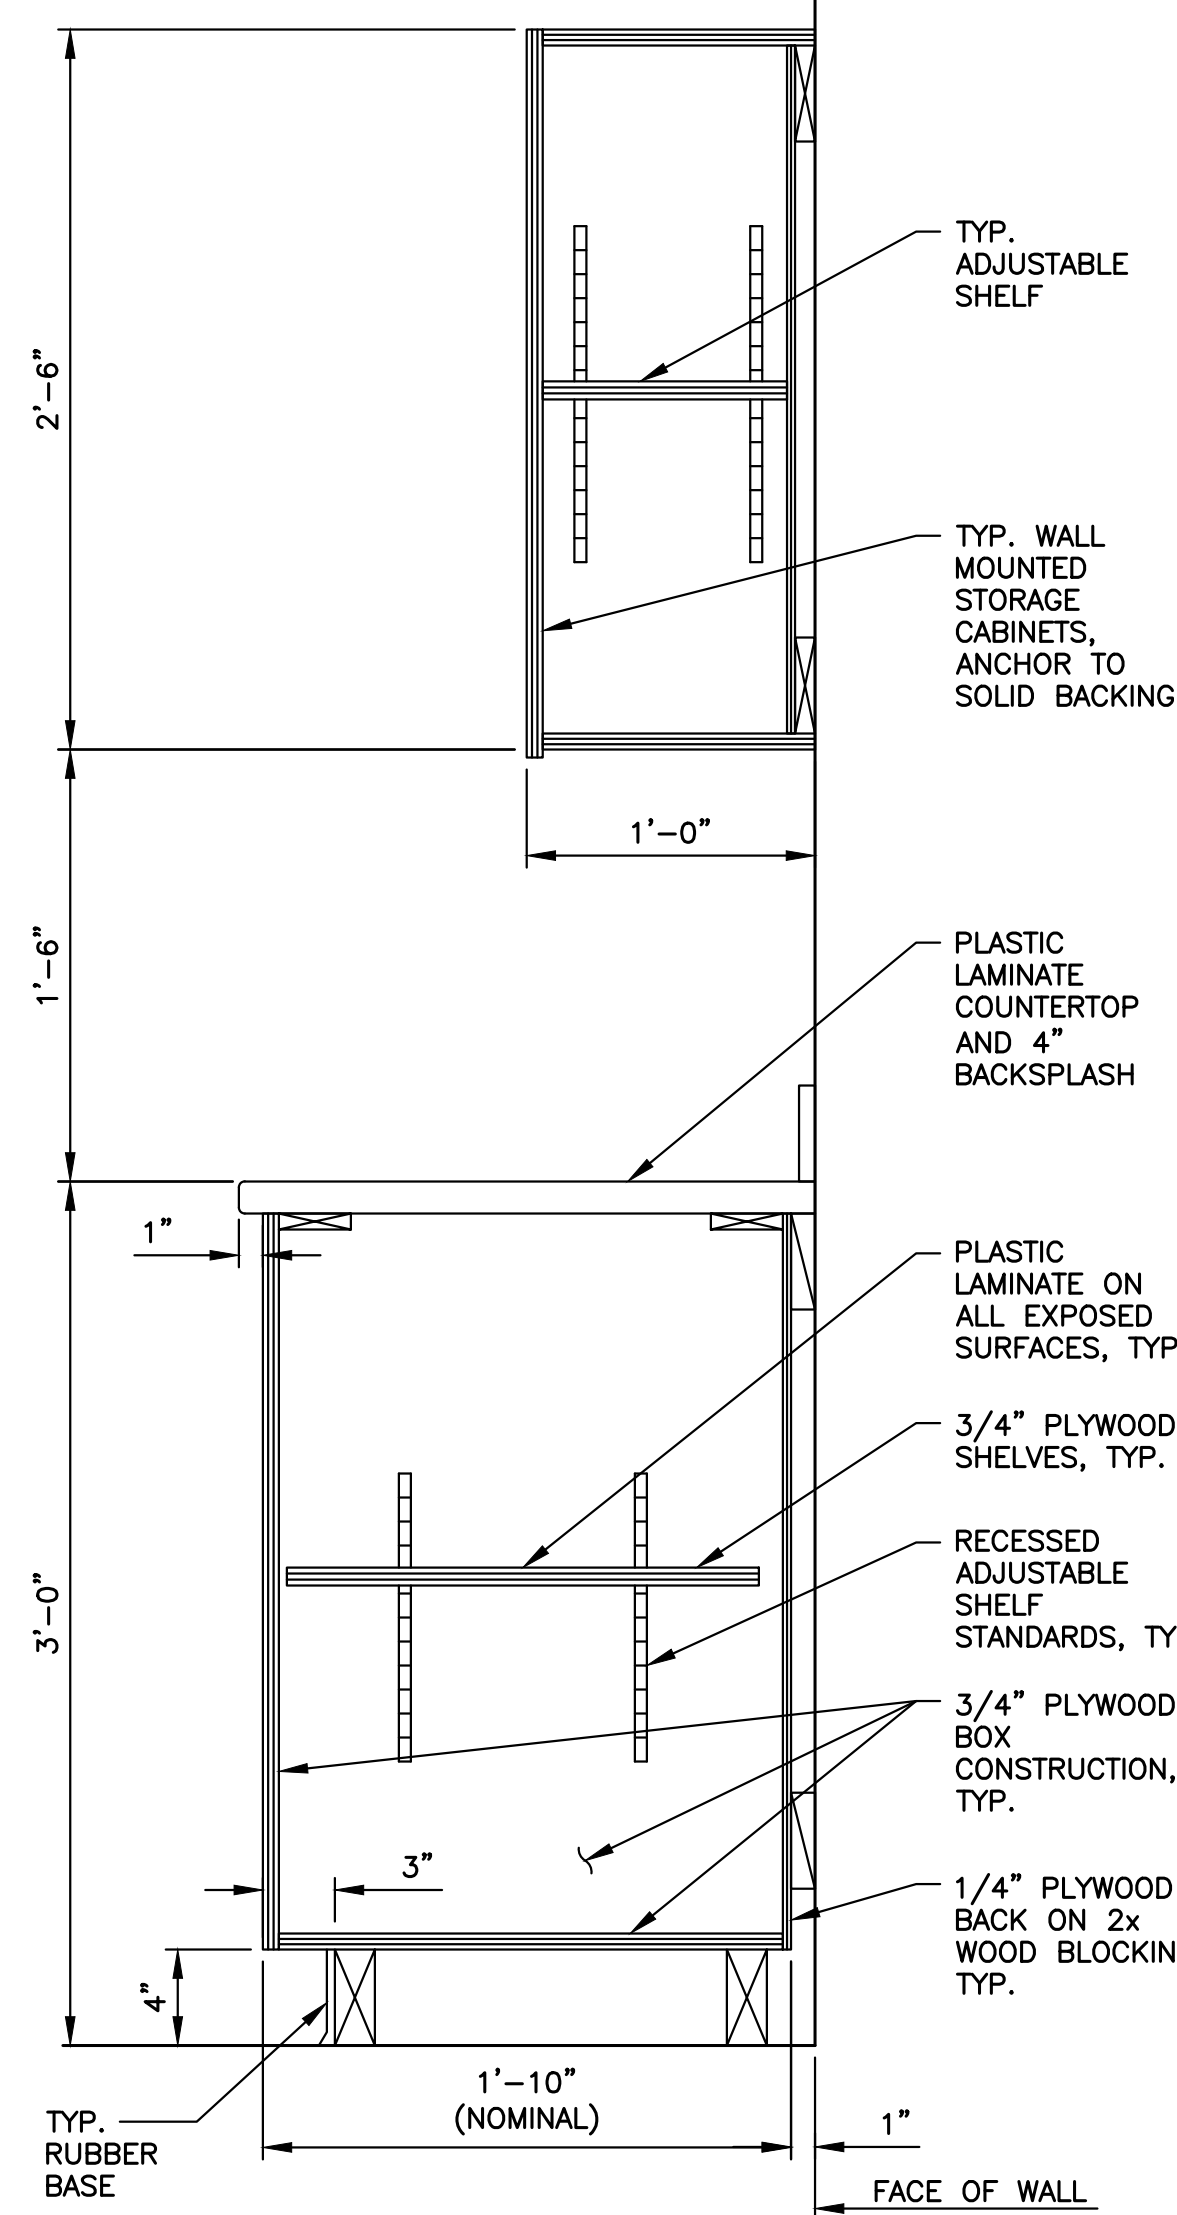 TYP.
ADJUSTABLE
SHELF
2'-6"
TYP. WALL
MOUNTED
STORAGE
CABINETS,
ANCHOR TO
SOLID BACKING
1'-0"
1'-6"
PLASTIC
LAMINATE
COUNTERTOP
AND 4"
BACKSPLASH
1"
PLASTIC
LAMINATE ON
ALL EXPOSED
SURFACES, TYP
3/4" PLYWOOD
SHELVES, TYP.
3'-0"
RECESSED
ADJUSTABLE
SHELF
STANDARDS, TY
3/4" PLYWOOD
BOX
CONSTRUCTION,
TYP.
3"
1/4" PLYWOOD
BACK ON 2x
WOOD BLOCKIN
TYP.
4"
1'-10"
(NOMINAL)
1"
TYP.
RUBBER
BASE
FACE OF WALL